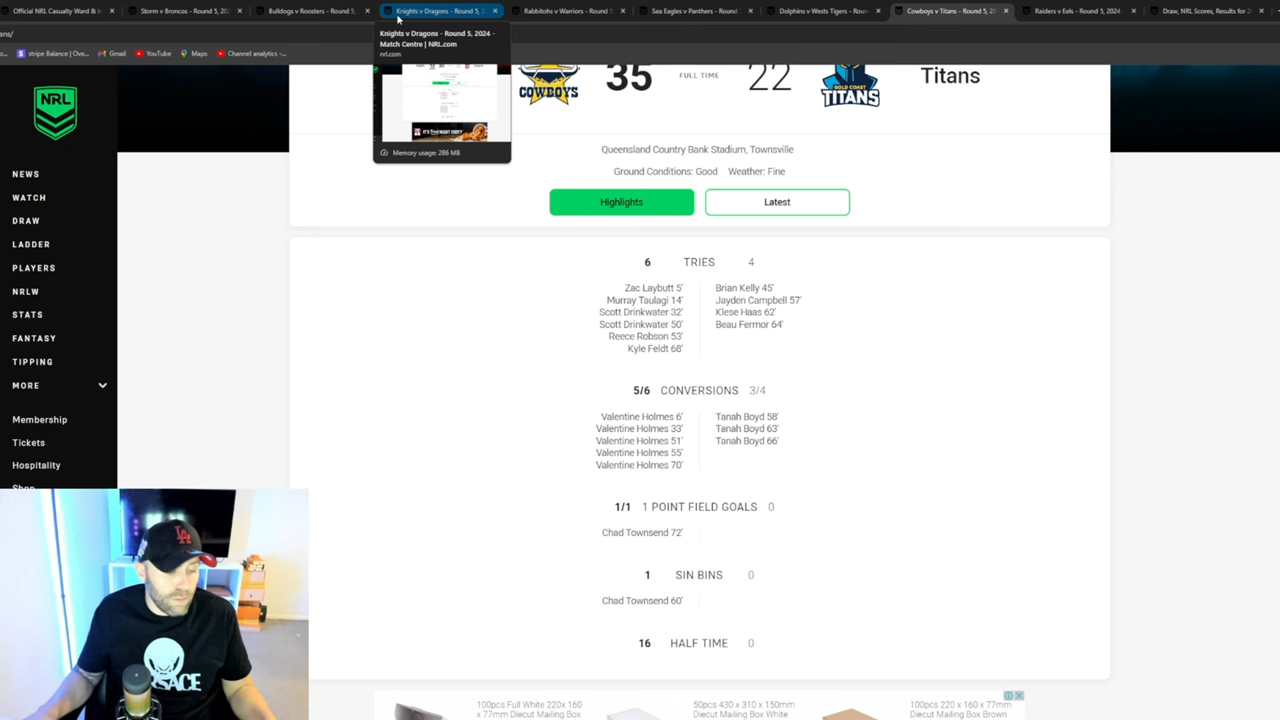 Official NRL Casualty Ward & In
Storm v Broncos - Round 5, 202
Bulldogs v Roosters - Round 5,
Knights v Dragons - Round 5, 2
Rabbitohs v Warriors - Round 5
Sea Eagles v Panthers - Round
Dolphins v Wests Tigers - Round
Cowboys v Titans - Round 5, 20
Raiders v Eels - Round 5, 2024
Draw, NRL Scores, Results for 2
ans/
stripe Balance | Ove...
Gmail
YouTube
Maps
Channel analytics -...
Knights v Dragons - Round 5, 2024 -
Match Centre | NRL.com
nrl.com
IT'S FRIED NIGHT FOOTY
Memory usage: 286 MB
NRL
COWBOYS
35
FULL TIME
22
GOLD COAST
TITANS
Titans
Queensland Country Bank Stadium, Townsville
Ground Conditions: Good Weather: Fine
Highlights
Latest
NEWS
WATCH
DRAW
LADDER
PLAYERS
NRLW
STATS
FANTASY
TIPPING
MORE
Membership
Tickets
Hospitality
Shop
6 TRIES 4
Zac Laybutt 5'
Murray Taulagi 14'
Scott Drinkwater 32'
Scott Drinkwater 50'
Reece Robson 53'
Kyle Feldt 68'
Brian Kelly 45'
Jayden Campbell 57'
Klese Haas 62'
Beau Fermor 64'
5/6 CONVERSIONS 3/4
Valentine Holmes 6'
Valentine Holmes 33'
Valentine Holmes 51'
Valentine Holmes 55'
Valentine Holmes 70'
Tanah Boyd 58'
Tanah Boyd 63'
Tanah Boyd 66'
1/1 1 POINT FIELD GOALS 0
Chad Townsend 72'
1 SIN BINS 0
Chad Townsend 60'
16 HALF TIME 0
100pcs Full White 220x 160
x 77mm Diecut Mailing Box
50pcs 430 x 310 x 150mm
Diecut Mailing Box White
100pcs 220 x 160 x 77mm
Diecut Mailing Box Brown
LA
SACE